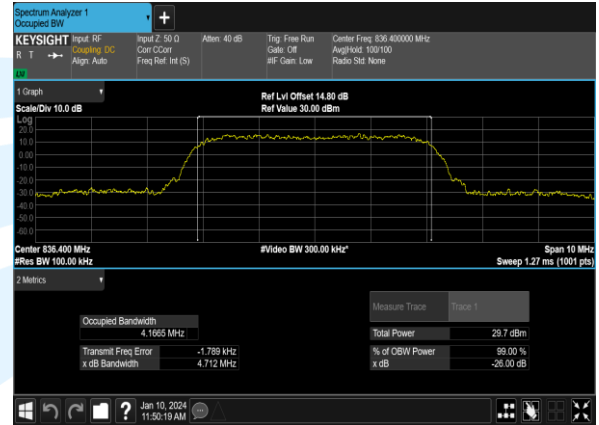 Spectrum Analyzer 1
Occupied BW
KEYSIGHT
R T
Input: RF
Coupling: DC
Align: Auto
Input Z: 50 Ω
Corr CCorr
Freq Ref: Int (S)
Atten: 40 dB
Trig: Free Run
Gate: Off
#IF Gain: Low
Center Freq: 836.400000 MHz
Avg|Hold: 100/100
Radio Std: None
1 Graph
Scale/Div 10.0 dB
Ref Lvl Offset 14.80 dB
Ref Value 30.00 dBm
Log
20.0
10.0
0.00
-10.0
-20.0
-30.0
-40.0
-50.0
-60.0
Center 836.400 MHz
#Video BW 300.00 kHz*
Span 10 MHz
#Res BW 100.00 kHz
Sweep 1.27 ms (1001 pts)
2 Metrics
Measure Trace Trace 1
Occupied Bandwidth
4.1665 MHz
Total Power 29.7 dBm
Transmit Freq Error -1.789 kHz
% of OBW Power 99.00 %
x dB Bandwidth 4.712 MHz
x dB -26.00 dB
?
Jan 10, 2024
11:50:19 AM